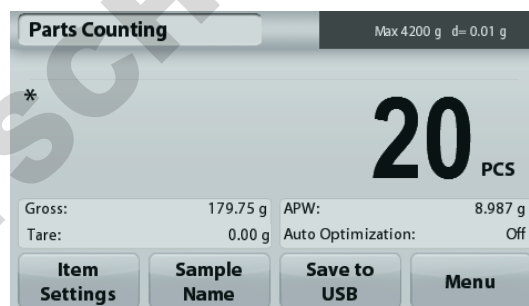 Parts Counting
Max 4200 g d= 0.01 g
*
20 PCS
Gross: 179.75 g APW: 8.987 g
Tare: 0.00 g Auto Optimization: Off
Item Settings
Sample Name
Save to USB
Menu